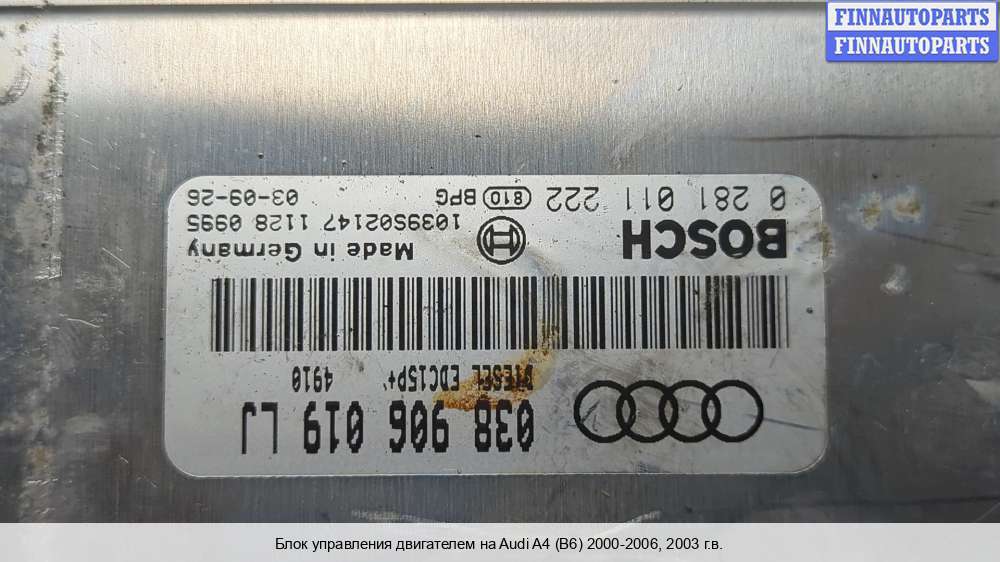 FINNAUTOPARTS
FINNAUTOPARTS
038 906 019 LJ
DIESEL EDC15P+ 4910
BOSCH
Made in Germany
1039S02147 1128 0995
0 281 011 222 810 BPG 03-09-26
Блок управления двигателем на Audi A4 (B6) 2000-2006, 2003 г.в.